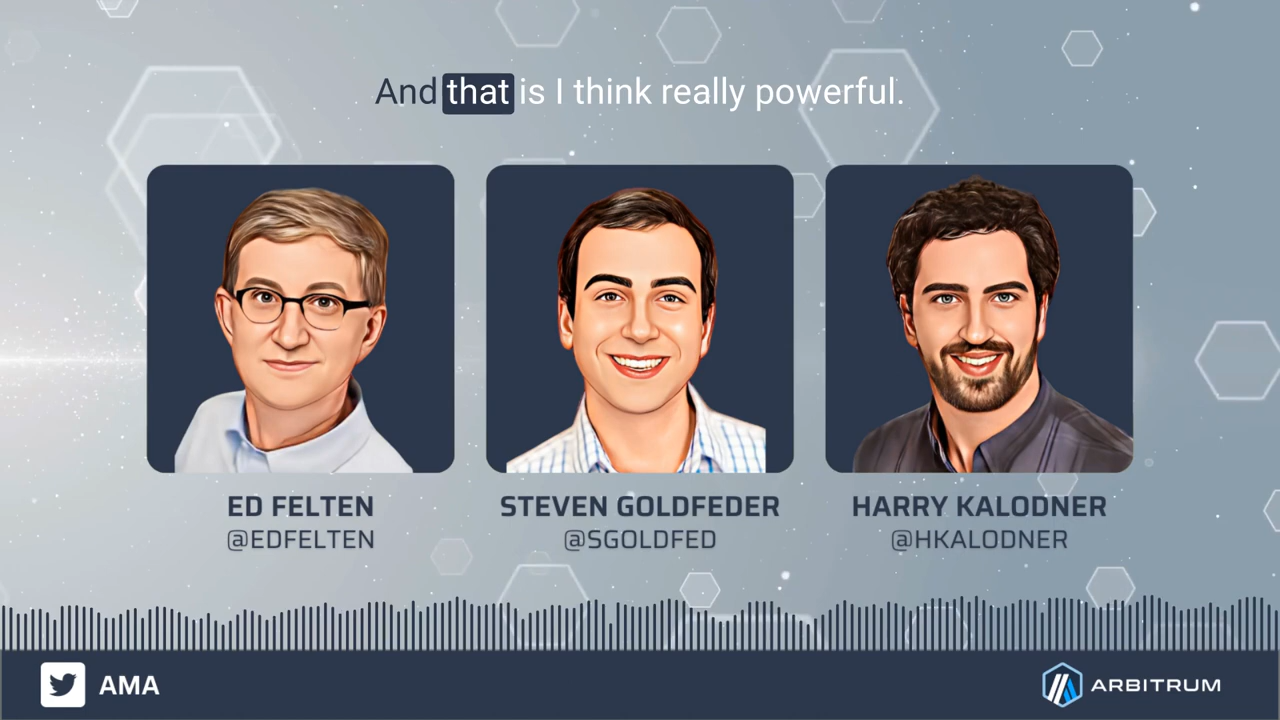 And that is I think really powerful.
ED FELTEN
@EDFELTEN
STEVEN GOLDFEDER
@SGOLDFED
HARRY KALODNER
@HKALODNER
AMA
ARBITRUM